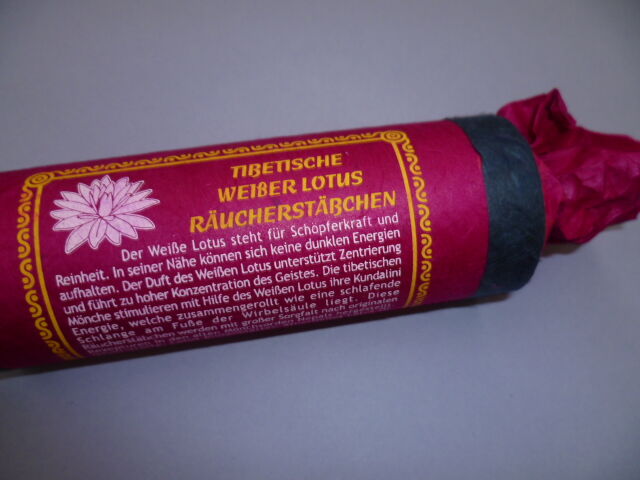 TIBETISCHE
WEIßER LOTUS
RÄUCHERSTÄBCHEN
Der Weiße Lotus steht für Schöpferkraft und
Reinheit. In seiner Nähe können sich keine dunklen Energien
aufhalten. Der Duft des Weißen Lotus unterstützt Zentrierung
und führt zu hoher Konzentration des Geistes. Die tibetischen
Mönche stimulieren mit Hilfe des Weißen Lotus ihre Kundalini
Energie, welche zusammengerollt wie eine schlafende
Schlange am Fuße der Wirbelsäule liegt. Diese
Räucherstäbchen werden mit großer Sorgfalt nach originalen